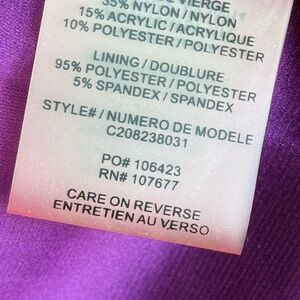 VIERGE
35% NYLON / NYLON
15% ACRYLIC / ACRYLIQUE
10% POLYESTER / POLYESTER
LINING / DOUBLURE
95% POLYESTER / POLYESTER
5% SPANDEX / SPANDEX
STYLE# / NUMERO DE MODELE
C208238031
PO# 106423
RN# 107677
CARE ON REVERSE
ENTRETIEN AU VERSO